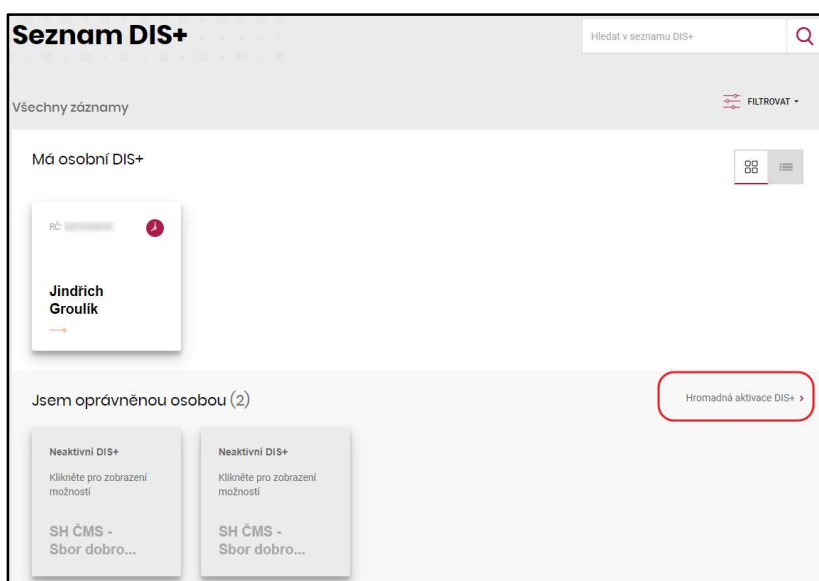 Seznam DIS+
Hledat v seznamu DIS+
Všechny záznamy
FILTROVAT
Má osobní DIS+
RČ:
Jindřich
Groulík
Jsem oprávněnou osobou (2)
Hromadná aktivace DIS+
Neaktivní DIS+
Klikněte pro zobrazení
možností
SH ČMS -
Sbor dobro...
Neaktivní DIS+
Klikněte pro zobrazení
možností
SH ČMS -
Sbor dobro...